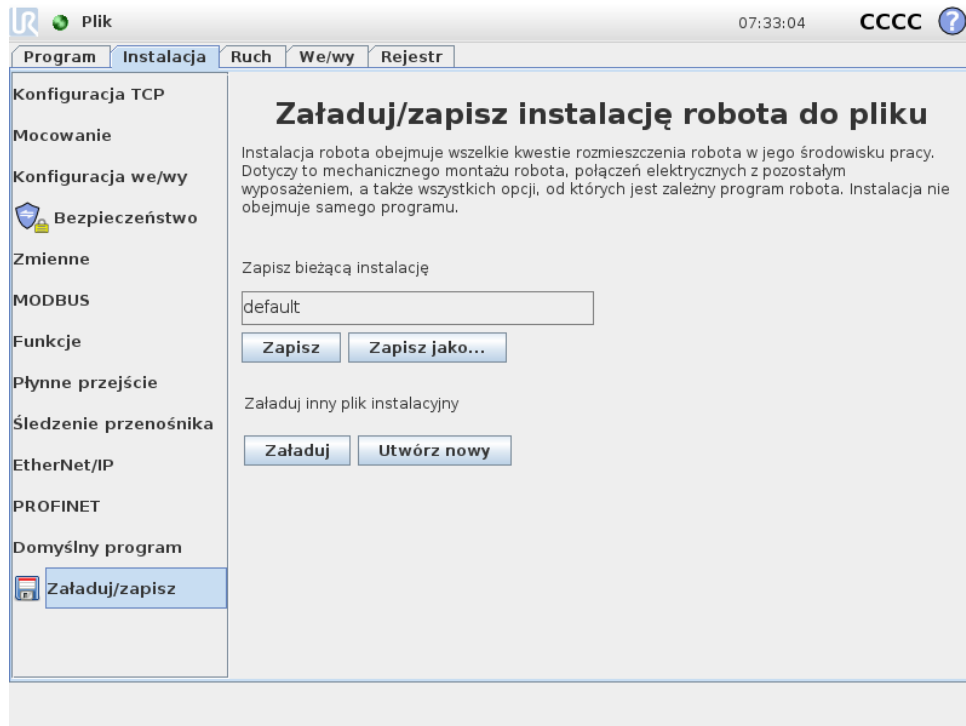 UR Plik 07:33:04 CCCC ?
Program Instalacja Ruch We/wy Rejestr
Konfiguracja TCP
Mocowanie
Konfiguracja we/wy
Bezpieczeństwo
Zmienne
MODBUS
Funkcje
Płynne przejście
Śledzenie przenośnika
EtherNet/IP
PROFINET
Domyślny program
Załaduj/zapisz
Załaduj/zapisz instalację robota do pliku
Instalacja robota obejmuje wszelkie kwestie rozmieszczenia robota w jego środowisku pracy.
Dotyczy to mechanicznego montażu robota, połączeń elektrycznych z pozostałym
wyposażeniem, a także wszystkich opcji, od których jest zależny program robota. Instalacja nie
obejmuje samego programu.
Zapisz bieżącą instalację
default
Zapisz Zapisz jako...
Załaduj inny plik instalacyjny
Załaduj Utwórz nowy